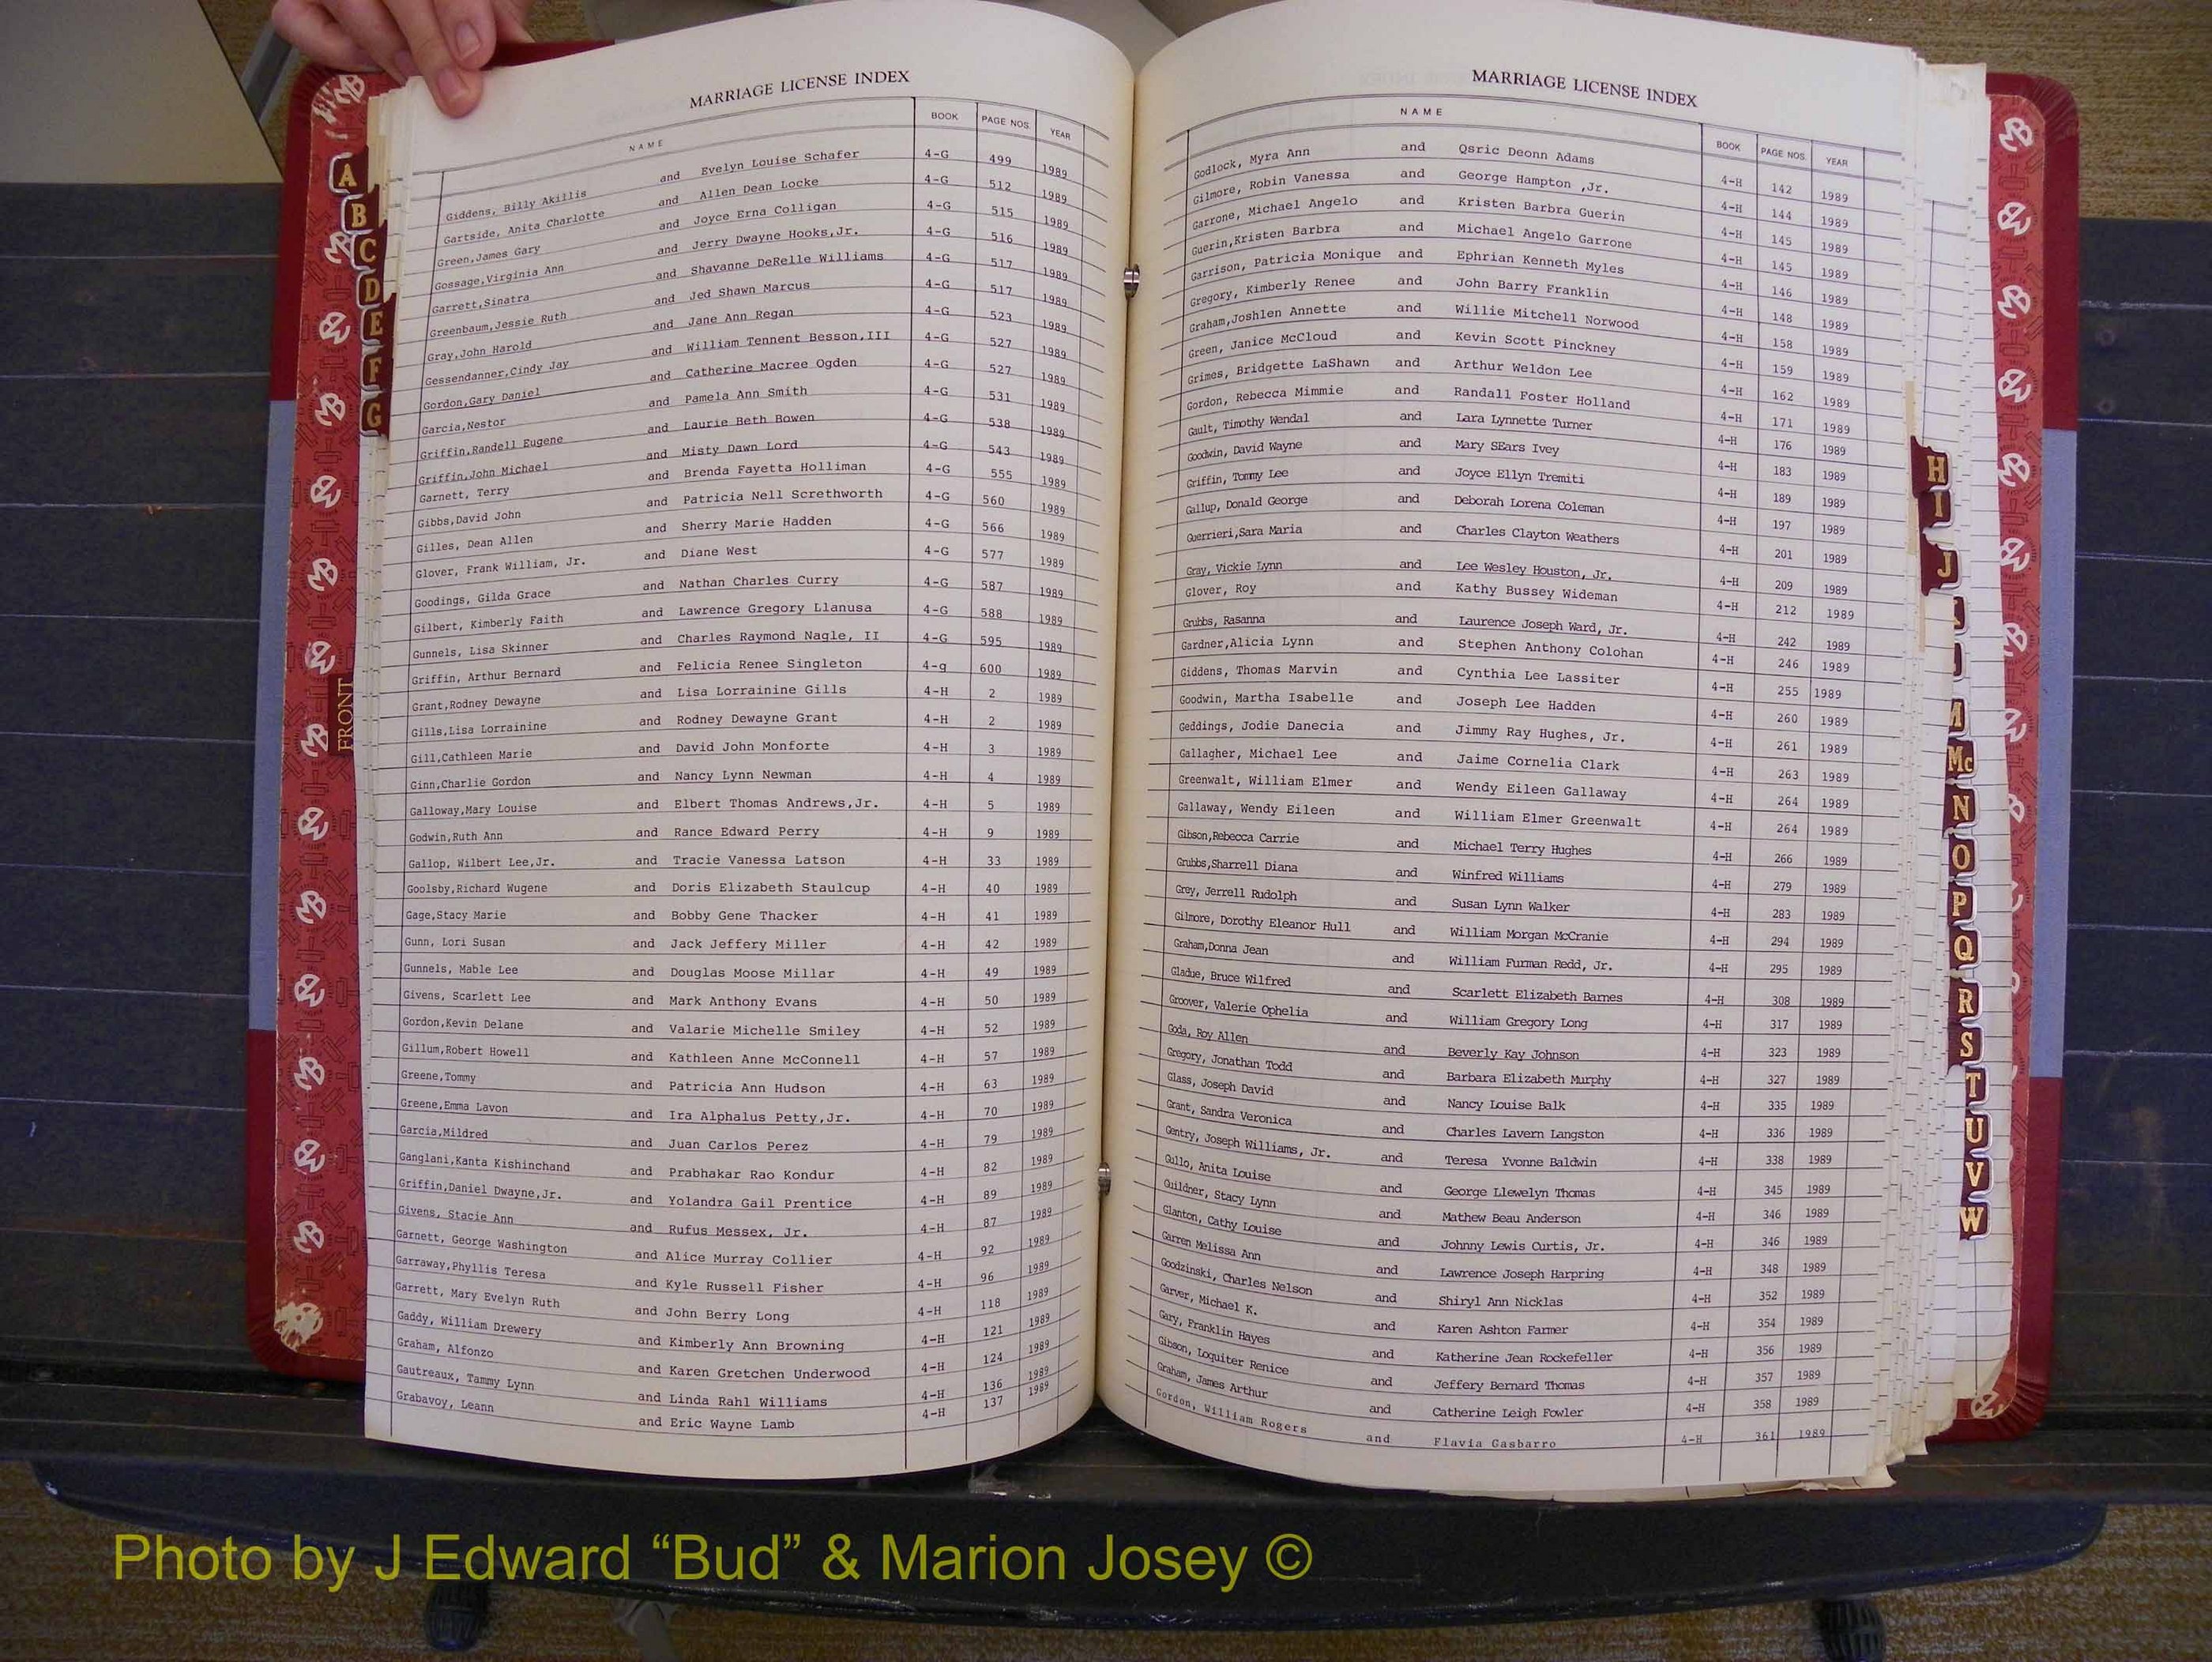 MARRIAGE LICENSE INDEX
NAME BOOK PAGE NOS. YEAR
Giddens, Billy Akillis and Evelyn Louise Schafer 4-G 499 1989
Gartside, Anita Charlotte and Allen Dean Locke 4-G 512 1989
Green,James Gary and Joyce Erna Colligan 4-G 515 1989
Gossage,Virginia Ann and Jerry Dwayne Hooks,Jr. 4-G 516 1989
Garrett,Sinatra and Shavanne DeRelle Williams 4-G 517 1989
Greenbaum,Jessie Ruth and Jed Shawn Marcus 4-G 517 1989
Gray,John Harold and Jane Ann Regan 4-G 523 1989
Gessendanner,Cindy Jay and William Tennent Besson,III 4-G 527 1989
Gordon,Gary Daniel and Catherine Macree Ogden 4-G 527 1989
Garcia,Nestor and Pamela Ann Smith 4-G 531 1989
Griffin,Randell Eugene and Laurie Beth Bowen 4-G 538 1989
Griffin,John Michael and Misty Dawn Lord 4-G 543 1989
Garnett, Terry and Brenda Fayetta Holliman 4-G 555 1989
Gibbs,David John and Patricia Nell Screthworth 4-G 560 1989
Gilles, Dean Allen and Sherry Marie Hadden 4-G 566 1989
Glover, Frank William, Jr. and Diane West 4-G 577 1989
Goodings, Gilda Grace and Nathan Charles Curry 4-G 587 1989
Gilbert, Kimberly Faith and Lawrence Gregory Llanusa 4-G 588 1989
Gunnels, Lisa Skinner and Charles Raymond Nagle, II 4-G 595 1989
Griffin, Arthur Bernard and Felicia Renee Singleton 4-g 600 1989
Grant,Rodney Dewayne and Lisa Lorrainine Gills 4-H 2 1989
Gills,Lisa Lorrainine and Rodney Dewayne Grant 4-H 2 1989
Gill,Cathleen Marie and David John Monforte 4-H 3 1989
Ginn,Charlie Gordon and Nancy Lynn Newman 4-H 4 1989
Galloway,Mary Louise and Elbert Thomas Andrews,Jr. 4-H 5 1989
Godwin,Ruth Ann and Rance Edward Perry 4-H 9 1989
Gallop, Wilbert Lee,Jr. and Tracie Vanessa Latson 4-H 33 1989
Goolsby,Richard Wugene and Doris Elizabeth Staulcup 4-H 40 1989
Gage,Stacy Marie and Bobby Gene Thacker 4-H 41 1989
Gunn, Lori Susan and Jack Jeffery Miller 4-H 42 1989
Gunnels, Mable Lee and Douglas Moose Millar 4-H 49 1989
Givens, Scarlett Lee and Mark Anthony Evans 4-H 50 1989
Gordon,Kevin Delane and Valarie Michelle Smiley 4-H 52 1989
Gillum,Robert Howell and Kathleen Anne McConnell 4-H 57 1989
Greene,Tommy and Patricia Ann Hudson 4-H 63 1989
Greene,Emma Lavon and Ira Alphalus Petty,Jr. 4-H 70 1989
Garcia,Mildred and Juan Carlos Perez 4-H 79 1989
Ganglani,Kanta Kishinchand and Prabhakar Rao Kondur 4-H 82 1989
Griffin,Daniel Dwayne,Jr. and Yolandra Gail Prentice 4-H 89 1989
Givens, Stacie Ann and Rufus Messex, Jr. 4-H 87 1989
Garnett, George Washington and Alice Murray Collier 4-H 92 1989
Garraway,Phyllis Teresa and Kyle Russell Fisher 4-H 96 1989
Garrett, Mary Evelyn Ruth and John Berry Long 4-H 118 1989
Gaddy, William Drewery and Kimberly Ann Browning 4-H 121 1989
Graham, Alfonzo and Karen Gretchen Underwood 4-H 124 1989
Gautreaux, Tammy Lynn and Linda Rahl Williams 4-H 136 1989
Grabavoy, Leann and Eric Wayne Lamb 4-H 137 1989
MARRIAGE LICENSE INDEX
NAME BOOK PAGE NOS. YEAR
Godlock, Myra Ann and Qsric Deonn Adams 4-H 142 1989
Gilmore, Robin Vanessa and George Hampton ,Jr. 4-H 144 1989
Garrone, Michael Angelo and Kristen Barbra Guerin 4-H 145 1989
Guerin,Kristen Barbra and Michael Angelo Garrone 4-H 145 1989
Garrison, Patricia Monique and Ephrian Kenneth Myles 4-H 146 1989
Gregory, Kimberly Renee and John Barry Franklin 4-H 148 1989
Graham,Joshlen Annette and Willie Mitchell Norwood 4-H 158 1989
Green, Janice McCloud and Kevin Scott Pinckney 4-H 159 1989
Grimes, Bridgette LaShawn and Arthur Weldon Lee 4-H 162 1989
Gordon, Rebecca Mimmie and Randall Foster Holland 4-H 171 1989
Gault, Timothy Wendal and Lara Lynnette Turner 4-H 176 1989
Goodwin, David Wayne and Mary SEars Ivey 4-H 183 1989
Griffin, Tommy Lee and Joyce Ellyn Tremiti 4-H 189 1989
Gallup, Donald George and Deborah Lorena Coleman 4-H 197 1989
Guerrieri,Sara Maria and Charles Clayton Weathers 4-H 201 1989
Gray, Vickie Lynn and Lee Wesley Houston, Jr. 4-H 209 1989
Glover, Roy and Kathy Bussey Wideman 4-H 212 1989
Grubbs, Rasanna and Laurence Joseph Ward, Jr. 4-H 242 1989
Gardner,Alicia Lynn and Stephen Anthony Colohan 4-H 246 1989
Giddens, Thomas Marvin and Cynthia Lee Lassiter 4-H 255 1989
Goodwin, Martha Isabelle and Joseph Lee Hadden 4-H 260 1989
Geddings, Jodie Danecia and Jimmy Ray Hughes, Jr. 4-H 261 1989
Gallagher, Michael Lee and Jaime Cornelia Clark 4-H 263 1989
Greenwalt, William Elmer and Wendy Eileen Gallaway 4-H 264 1989
Gallaway, Wendy Eileen and William Elmer Greenwalt 4-H 264 1989
Gibson,Rebecca Carrie and Michael Terry Hughes 4-H 266 1989
Grubbs,Sharrell Diana and Winfred Williams 4-H 279 1989
Grey, Jerrell Rudolph and Susan Lynn Walker 4-H 283 1989
Gilmore, Dorothy Eleanor Hull and William Morgan McCranie 4-H 294 1989
Graham,Donna Jean and William Furman Redd, Jr. 4-H 295 1989
Gladue, Bruce Wilfred and Scarlett Elizabeth Barnes 4-H 308 1989
Groover, Valerie Ophelia and William Gregory Long 4-H 317 1989
Goda, Roy Allen and Beverly Kay Johnson 4-H 323 1989
Gregory, Jonathan Todd and Barbara Elizabeth Murphy 4-H 327 1989
Glass, Joseph David and Nancy Louise Balk 4-H 335 1989
Grant, Sandra Veronica and Charles Lavern Langston 4-H 336 1989
Gentry, Joseph Williams, Jr. and Teresa Yvonne Baldwin 4-H 338 1989
Gullo, Anita Louise and George Llewelyn Thomas 4-H 345 1989
Guildner, Stacy Lynn and Mathew Beau Anderson 4-H 346 1989
Glanton, Cathy Louise and Johnny Lewis Curtis, Jr. 4-H 346 1989
Garren Melissa Ann and Lawrence Joseph Harpring 4-H 348 1989
Goodzinski, Charles Nelson and Shiryl Ann Nicklas 4-H 352 1989
Garver, Michael K. and Karen Ashton Farmer 4-H 354 1989
Gary, Franklin Hayes and Katherine Jean Rockefeller 4-H 356 1989
Gibson, Loquiter Renice and Jeffery Bernard Thomas 4-H 357 1989
Graham, James Arthur and Catherine Leigh Fowler 4-H 358 1989
Gordon, William Rogers and Flavia Gasbarro 4-H 361 1989
A
B
C
D
E
F
G
FRONT
H
I
J
M
Mc
N
O
P
Q
R
S
T
U
V
W
Photo by J Edward “Bud” & Marion Josey ©